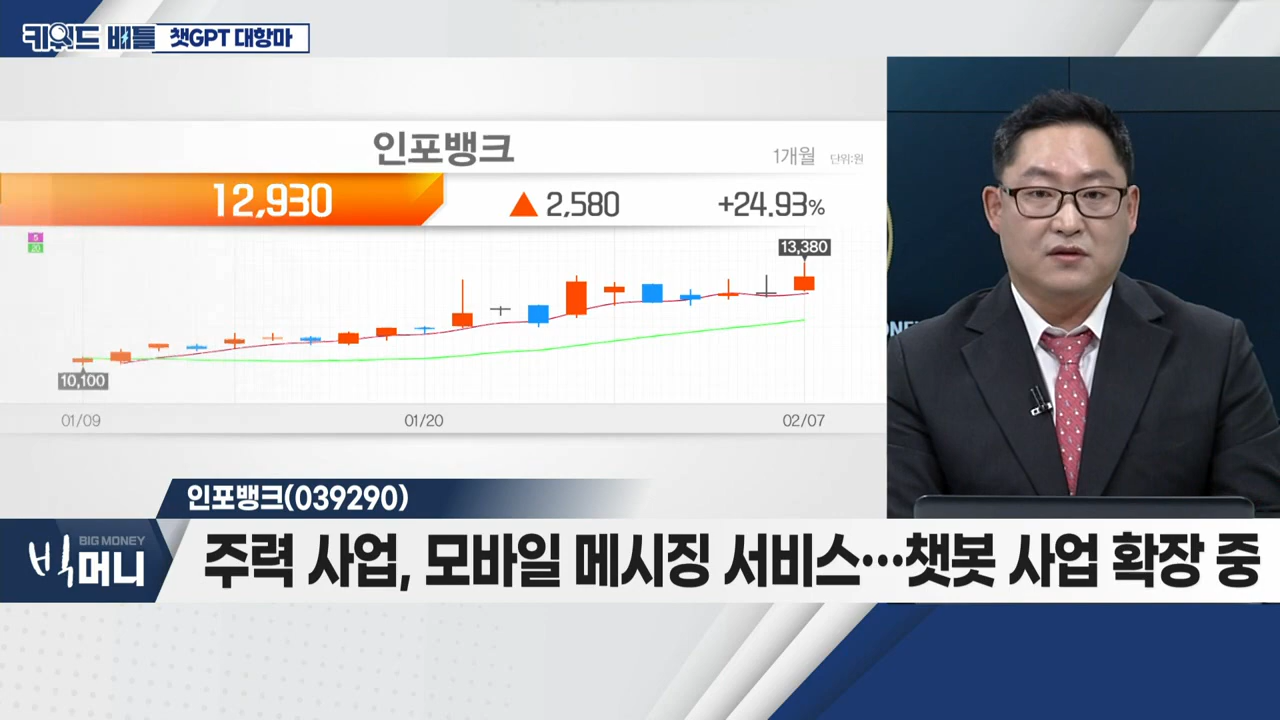 키워드 배틀 챗GPT 대항마
인포뱅크
1개월 단위:원
12,930 ▲ 2,580 +24.93%
5
20
13,380
10,100
01/09 01/20 02/07
인포뱅크(039290)
BIG MONEY
빅머니
주력 사업, 모바일 메시징 서비스…챗봇 사업 확장 중